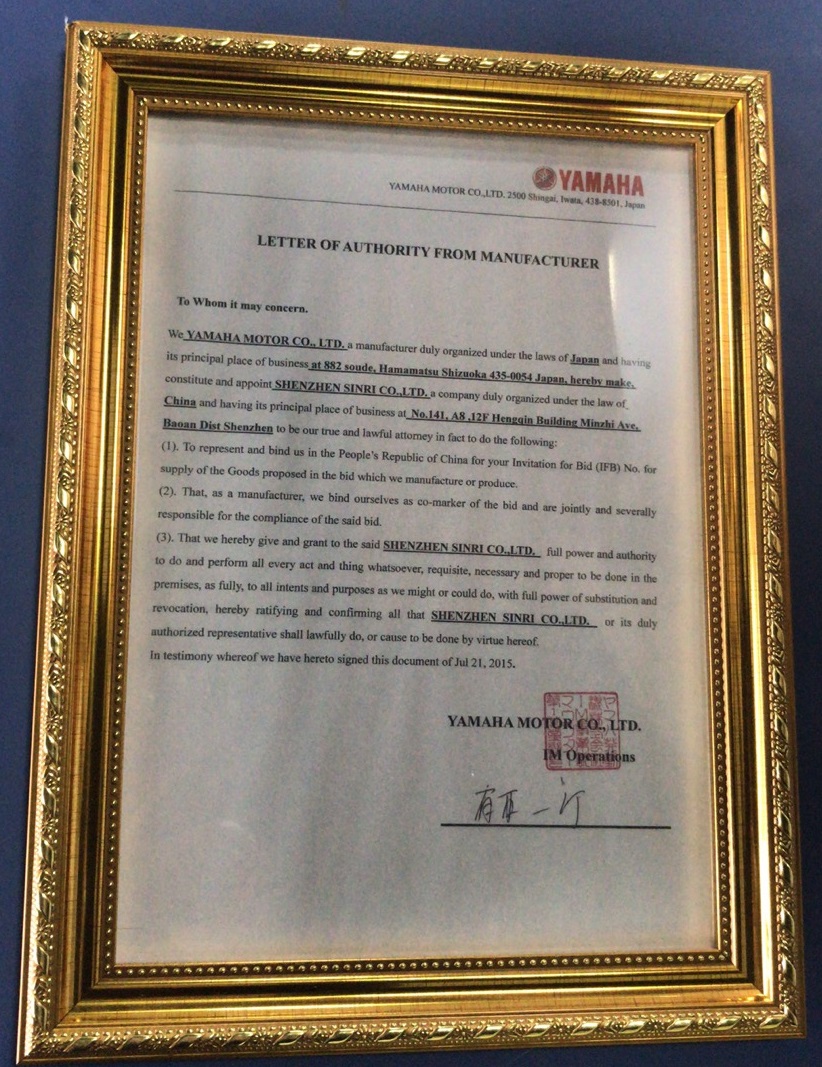 YAMAHA
YAMAHA MOTOR CO.,LTD. 2500 Shingai, Iwata, 438-8501, Japan
LETTER OF AUTHORITY FROM MANUFACTURER
To Whom it may concern.
We YAMAHA MOTOR CO., LTD. a manufacturer duly organized under the laws of Japan and having
its principal place of business at 882 soude, Hamamatsu Shizuoka 435-0054 Japan, hereby make,
constitute and appoint SHENZHEN SINRI CO.,LTD. a company duly organized under the law of
China and having its principal place of business at No.141, A8 ,12F Hengqin Building Minzhi Ave,
Baoan Dist Shenzhen to be our true and lawful attorney in fact to do the following:
(1). To represent and bind us in the People's Republic of China for your Invitation for Bid (IFB) No. for
supply of the Goods proposed in the bid which we manufacture or produce.
(2). That, as a manufacturer, we bind ourselves as co-marker of the bid and are jointly and severally
responsible for the compliance of the said bid.
(3). That we hereby give and grant to the said SHENZHEN SINRI CO.,LTD. full power and authority
to do and perform all every act and thing whatsoever, requisite, necessary and proper to be done in the
premises, as fully, to all intents and purposes as we might or could do, with full power of substitution and
revocation, hereby ratifying and confirming all that SHENZHEN SINRI CO.,LTD. or its duly
authorized representative shall lawfully do, or cause to be done by virtue hereof.
In testimony whereof we have hereto signed this document of Jul 21, 2015.
YAMAHA MOTOR CO., LTD.
IM Operations